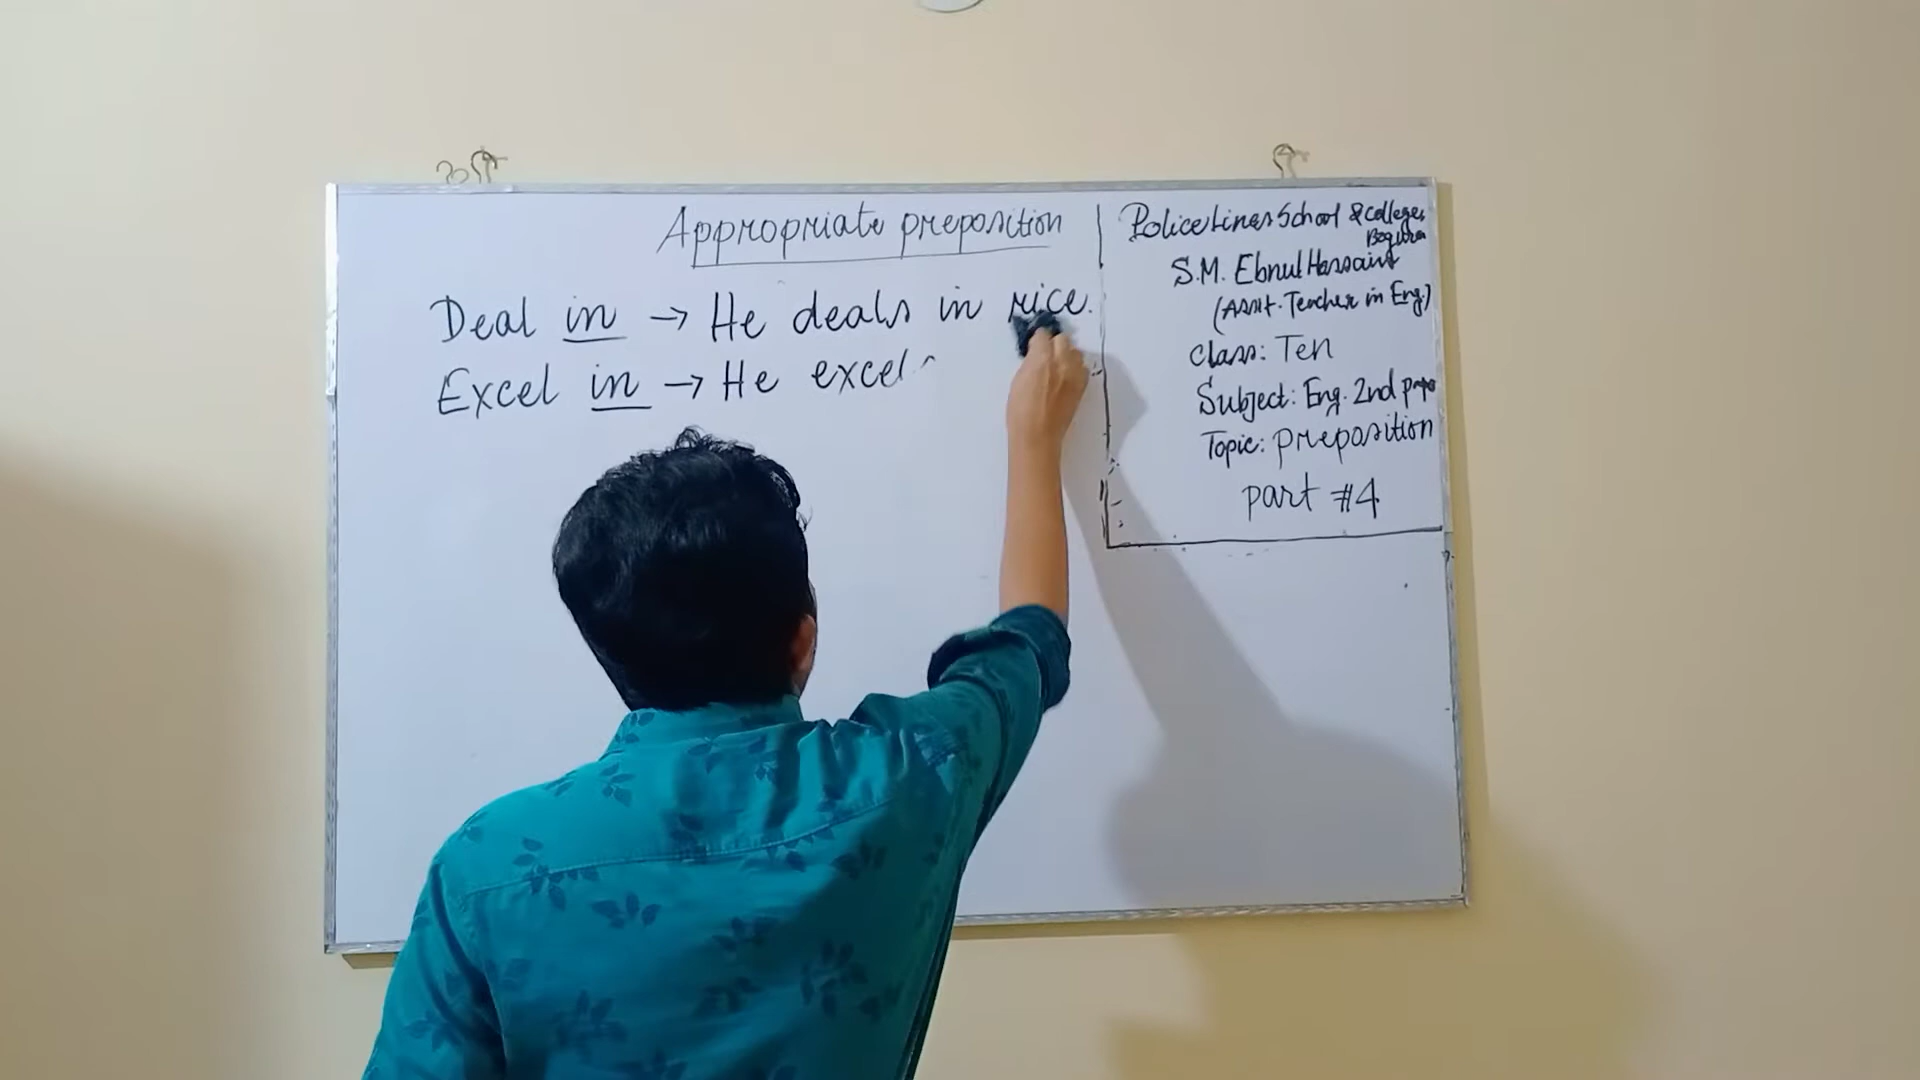 Appropriate preposition
Deal in → He deals in rice.
Excel in → He excels
Police Lines School & college,
Bogura
S.M. Ebnul Hassain
(Asst. Teacher in Eng.)
Class: Ten
Subject: Eng. 2nd paper
Topic: preposition
part #4